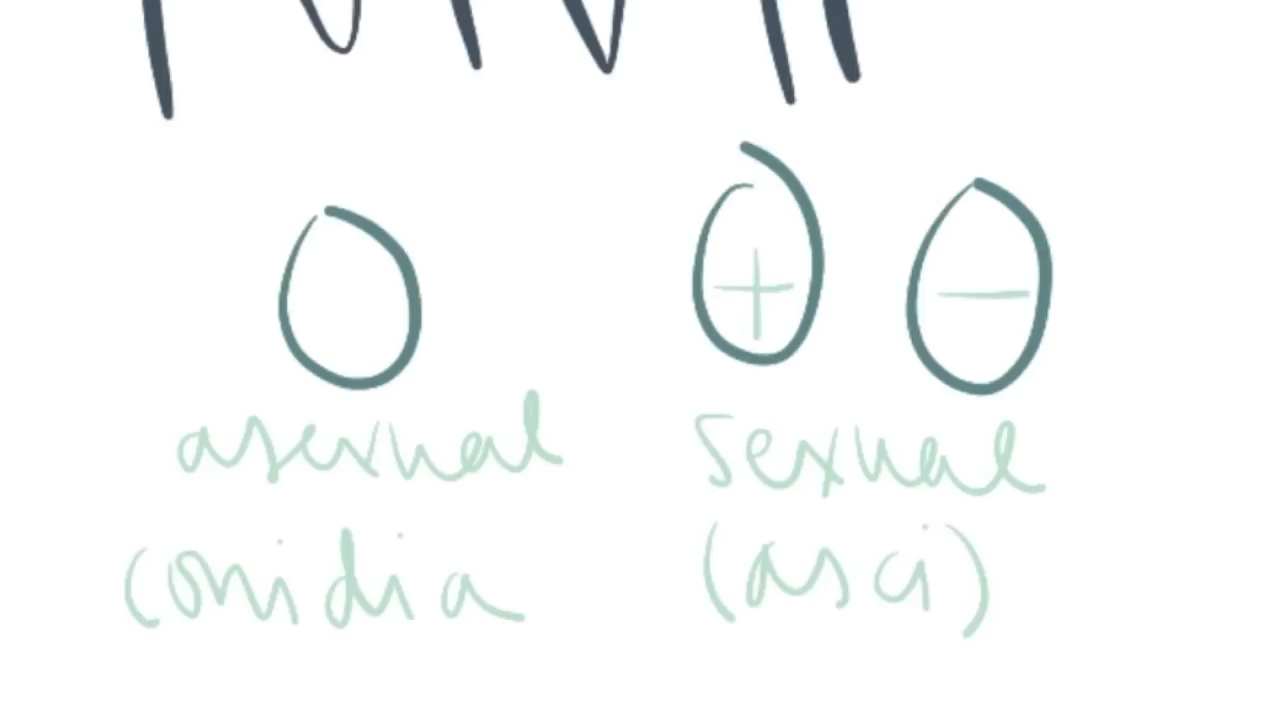 + −
asexual sexual
conidia (asci)